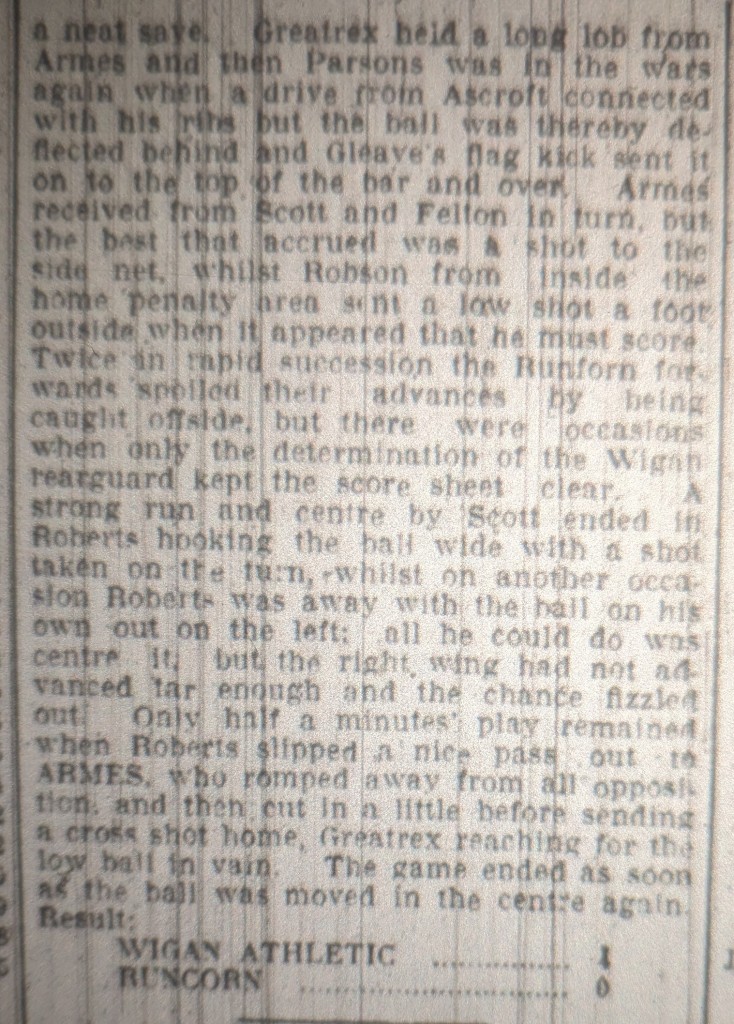 a neat save. Greatrex held a long lob from
Armes and then Parsons was in the wars
again when a drive from Ascroft connected
with his ribs but the ball was thereby de-
flected behind and Gleave's flag kick sent it
on to the top of the bar and over. Armes
received from Scott and Felton in turn, but
the best that accrued was a shot to the
side net, whilst Robson from inside the
home penalty area sent a low shot a foot
outside when it appeared that he must score.
Twice in rapid succession the Runforn for-
wards spoiled their advances by being
caught offside, but there were occasions
when only the determination of the Wigan
rearguard kept the score sheet clear. A
strong run and centre by Scott ended in
Roberts hooking the ball wide with a shot
taken on the turn, whilst on another occa-
sion Roberts was away with the ball on his
own out on the left; all he could do was
centre it, but the right wing had not ad-
vanced far enough and the chance fizzled
out. Only half a minutes' play remained
when Roberts slipped a nice pass out to
ARMES, who romped away from all opposi-
tion, and then cut in a little before sending
a cross shot home, Greatrex reaching for the
low ball in vain. The game ended as soon
as the ball was moved in the centre again.
Result:
WIGAN ATHLETIC .............. 1
RUNCORN ........................... 0